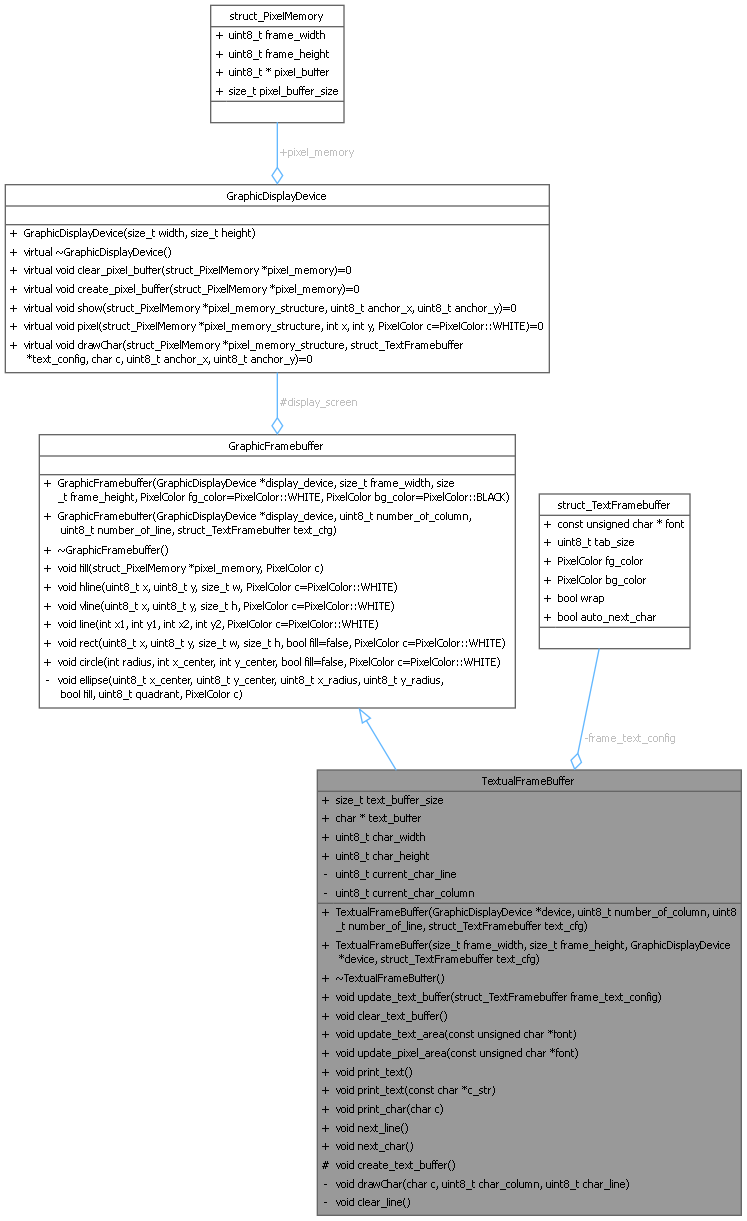 struct_PixelMemory
+ uint8_t frame_width
+ uint8_t frame_height
+ uint8_t * pixel_buffer
+ size_t pixel_buffer_size
+pixel_memory
GraphicDisplayDevice
+ GraphicDisplayDevice(size_t width, size_t height)
+ virtual ~GraphicDisplayDevice()
+ virtual void clear_pixel_buffer(struct_PixelMemory *pixel_memory)=0
+ virtual void create_pixel_buffer(struct_PixelMemory *pixel_memory)=0
+ virtual void show(struct_PixelMemory *pixel_memory_structure, uint8_t anchor_x, uint8_t anchor_y)=0
+ virtual void pixel(struct_PixelMemory *pixel_memory_structure, int x, int y, PixelColor c=PixelColor::WHITE)=0
+ virtual void drawChar(struct_PixelMemory *pixel_memory_structure, struct_TextFramebuffer
*text_config, char c, uint8_t anchor_x, uint8_t anchor_y)=0
#display_screen
GraphicFramebuffer
+ GraphicFramebuffer(GraphicDisplayDevice *display_device, size_t frame_width, size
_t frame_height, PixelColor fg_color=PixelColor::WHITE, PixelColor bg_color=PixelColor::BLACK)
+ GraphicFramebuffer(GraphicDisplayDevice *display_device, uint8_t number_of_column,
uint8_t number_of_line, struct_TextFramebuffer text_cfg)
+ ~GraphicFramebuffer()
+ void fill(struct_PixelMemory *pixel_memory, PixelColor c)
+ void hline(uint8_t x, uint8_t y, size_t w, PixelColor c=PixelColor::WHITE)
+ void vline(uint8_t x, uint8_t y, size_t h, PixelColor c=PixelColor::WHITE)
+ void line(int x1, int y1, int x2, int y2, PixelColor c=PixelColor::WHITE)
+ void rect(uint8_t x, uint8_t y, size_t w, size_t h, bool fill=false, PixelColor c=PixelColor::WHITE)
+ void circle(int radius, int x_center, int y_center, bool fill=false, PixelColor c=PixelColor::WHITE)
- void ellipse(uint8_t x_center, uint8_t y_center, uint8_t x_radius, uint8_t y_radius,
bool fill, uint8_t quadrant, PixelColor c)
struct_TextFramebuffer
+ const unsigned char * font
+ uint8_t tab_size
+ PixelColor fg_color
+ PixelColor bg_color
+ bool wrap
+ bool auto_next_char
-frame_text_config
TextualFrameBuffer
+ size_t text_buffer_size
+ char * text_buffer
+ uint8_t char_width
+ uint8_t char_height
- uint8_t current_char_line
- uint8_t current_char_column
+ TextualFrameBuffer(GraphicDisplayDevice *device, uint8_t number_of_column, uint8
_t number_of_line, struct_TextFramebuffer text_cfg)
+ TextualFrameBuffer(size_t frame_width, size_t frame_height, GraphicDisplayDevice
*device, struct_TextFramebuffer text_cfg)
+ ~TextualFrameBuffer()
+ void update_text_buffer(struct_TextFramebuffer frame_text_config)
+ void clear_text_buffer()
+ void update_text_area(const unsigned char *font)
+ void update_pixel_area(const unsigned char *font)
+ void print_text()
+ void print_text(const char *c_str)
+ void print_char(char c)
+ void next_line()
+ void next_char()
# void create_text_buffer()
- void drawChar(char c, uint8_t char_column, uint8_t char_line)
- void clear_line()